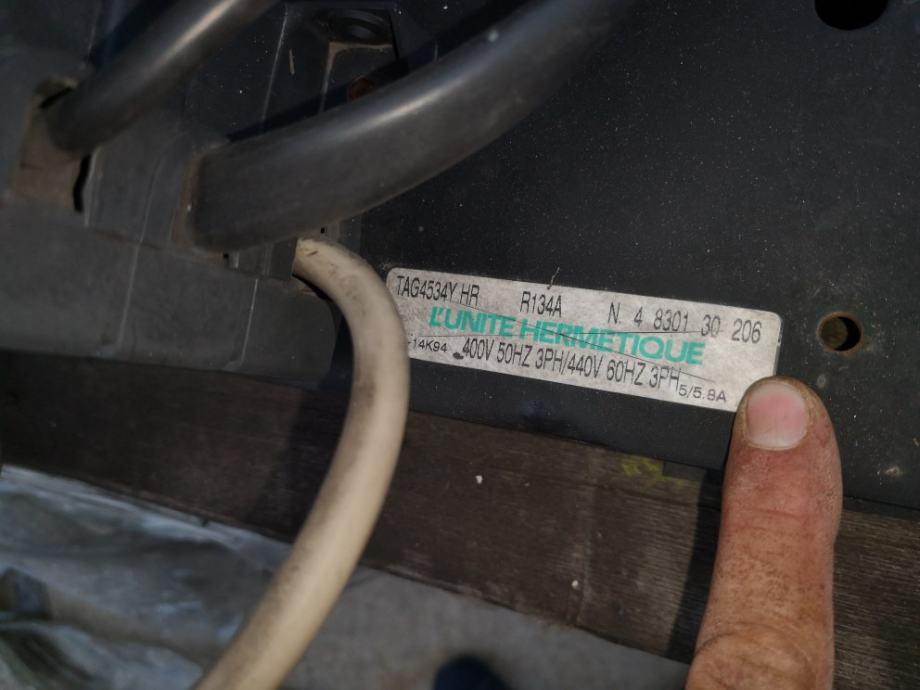 TAG4534Y HR R134A N. 4 8301 30 206
L'UNITE HERMETIQUE
-14K94 400V 50HZ 3PH/440V 60HZ 3PH 5/5.8A